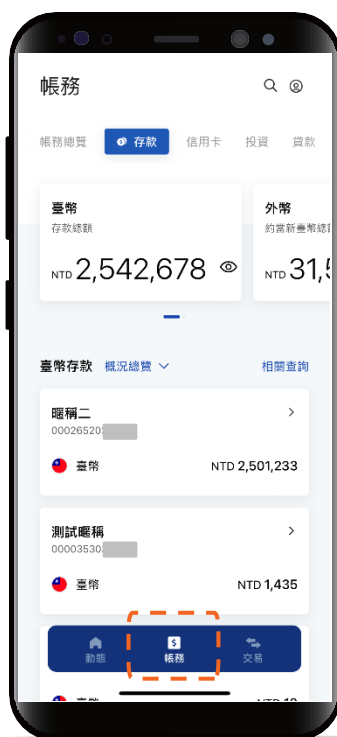 帳務
帳務總覽 存款 信用卡 投資 貸款
臺幣
存款總額
NTD 2,542,678
外幣
約當新臺幣總
NTD 31,5
臺幣存款 概況總覽 相關查詢
暱稱二
00026520
臺幣 NTD 2,501,233
測試暱稱
00003530
臺幣 NTD 1,435
動態 帳務 交易